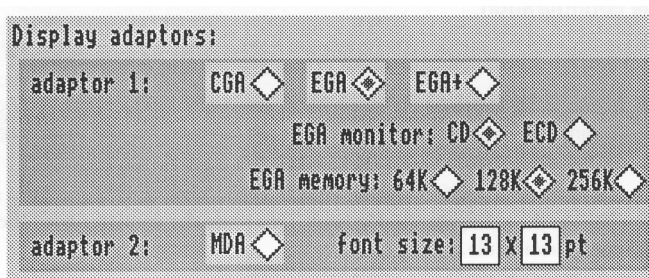 Display adaptors:
adaptor 1: CGA EGA EGA+
EGA monitor: CD ECD
EGA memory: 64K 128K 256K
adaptor 2: MDA font size: 13 X 13 pt